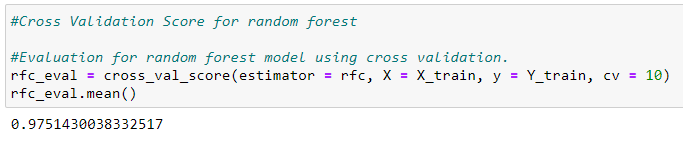 #Cross Validation Score for random forest
#Evaluation for random forest model using cross validation.
rfc_eval = cross_val_score(estimator = rfc, X = X_train, y = Y_train, cv = 10)
rfc_eval.mean()
0.9751430038332517